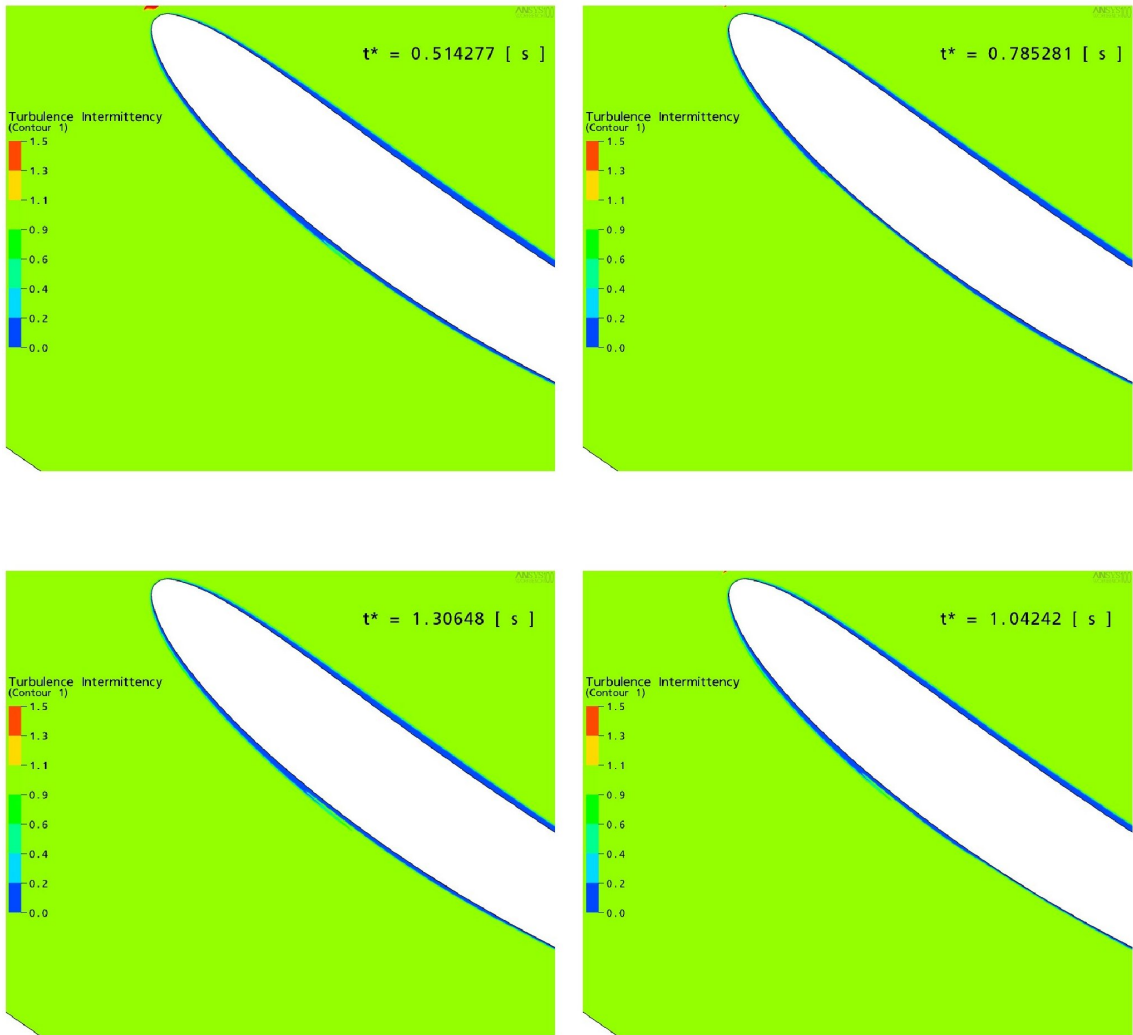 t* = 0.514277 [ s ]
Turbulence Intermittency
(Contour 1)
1.5
1.3
1.1
0.9
0.6
0.4
0.2
0.0
t* = 0.785281 [ s ]
Turbulence Intermittency
(Contour 1)
1.5
1.3
1.1
0.9
0.6
0.4
0.2
0.0
t* = 1.30648 [ s ]
Turbulence Intermittency
(Contour 1)
1.5
1.3
1.1
0.9
0.6
0.4
0.2
0.0
t* = 1.04242 [ s ]
Turbulence Intermittency
(Contour 1)
1.5
1.3
1.1
0.9
0.6
0.4
0.2
0.0